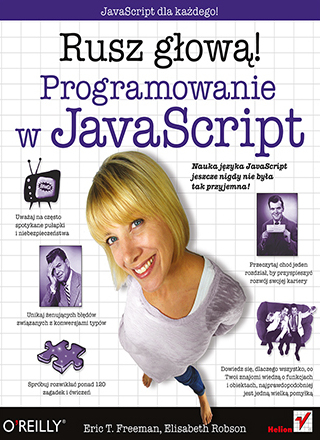 JavaScript dla każdego!
Rusz głową!
Programowanie
w JavaScript
Nauka języka JavaScript
jeszcze nigdy nie była
tak przyjemna!
Uważaj na często
spotykane pułapki
i niebezpieczeństwa
Przeczytaj choć jeden
rozdział, by przyspieszyć
rozwój swojej kariery
Unikaj żenujących błędów
związanych z konwersjami typów
Spróbuj rozwikłać ponad 120
zagadek i ćwiczeń
Dowiedz się, dlaczego wszystko, co
Twoi znajomi wiedzą o funkcjach
i obiektach, najprawdopodobniej
jest jedną wielką pomyłką
O'REILLY®
Eric T. Freeman, Elisabeth Robson
Helion